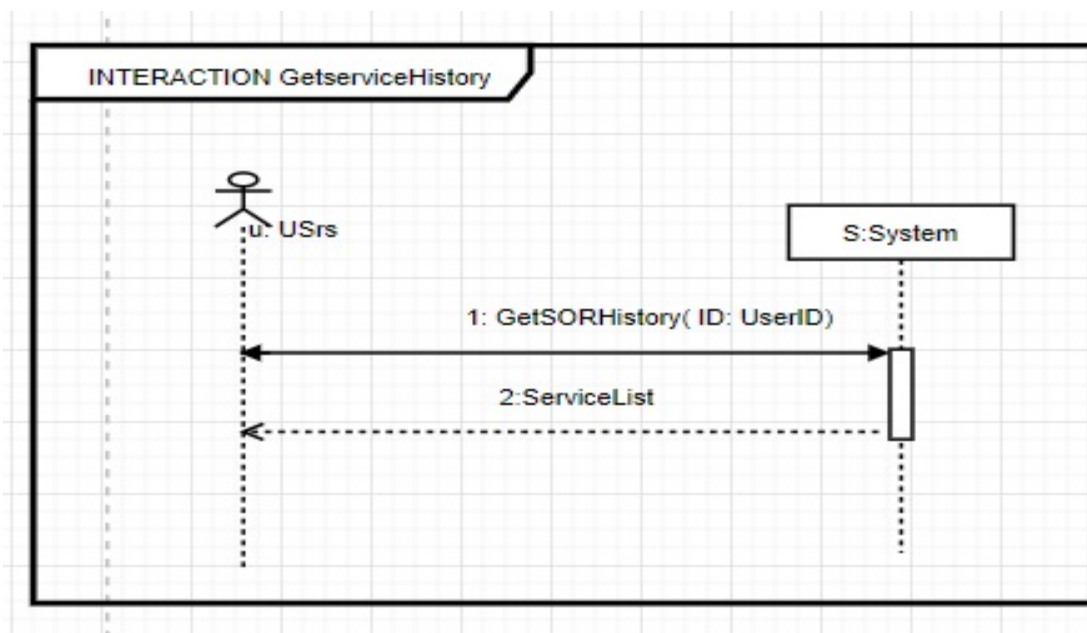 INTERACTION GetserviceHistory
u: USrs
S:System
1: GetSORHistory( ID: UserID)
2:ServiceList